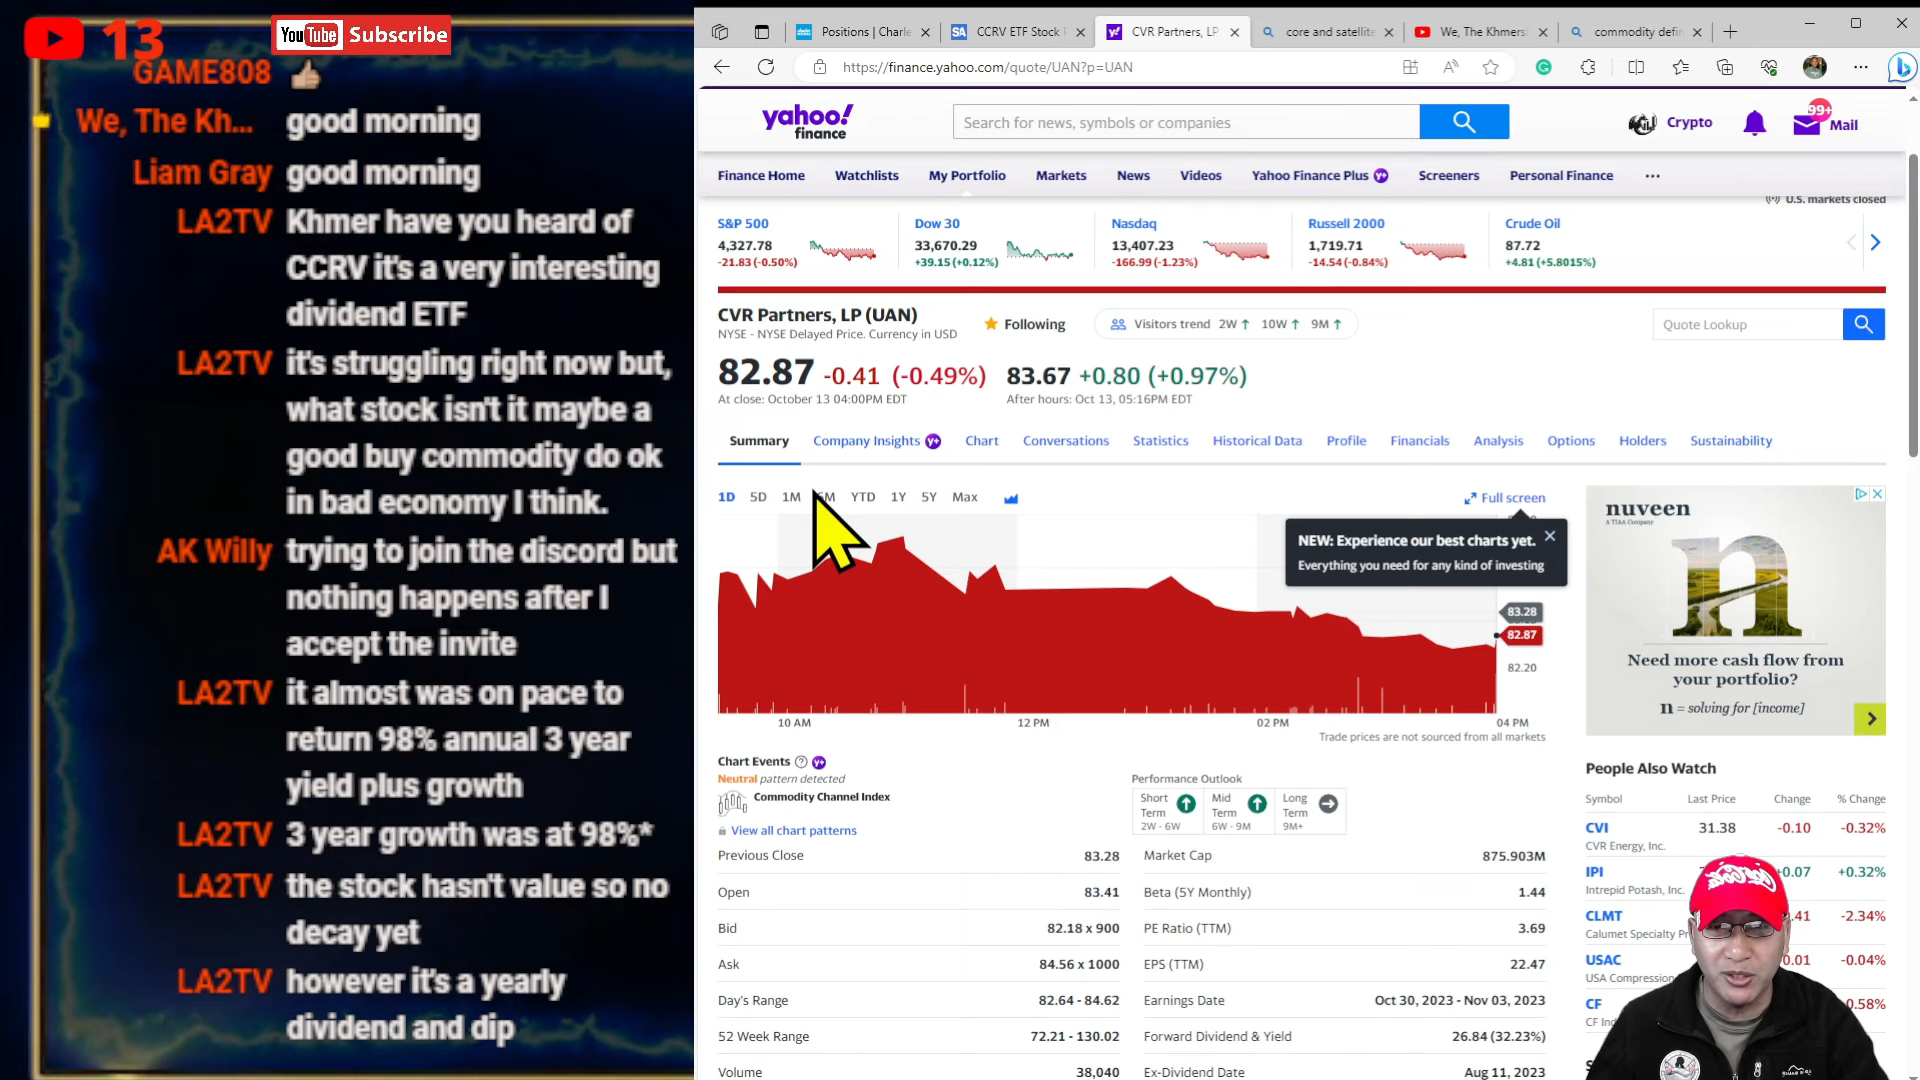 13
YouTube Subscribe
GAME808
We, The Kh... good morning
Liam Gray good morning
LA2TV Khmer have you heard of
CCRV it's a very interesting
dividend ETF
LA2TV it's struggling right now but,
what stock isn't it maybe a
good buy commodity do ok
in bad economy I think.
AK Willy trying to join the discord but
nothing happens after I
accept the invite
LA2TV it almost was on pace to
return 98% annual 3 year
yield plus growth
LA2TV 3 year growth was at 98%*
LA2TV the stock hasn't value so no
decay yet
LA2TV however it's a yearly
dividend and dip
Positions | Charle
SA CCRV ETF Stock
y! CVR Partners, LP
core and satellite
We, The Khmers
commodity defin
https://finance.yahoo.com/quote/UAN?p=UAN
yahoo!
finance
Search for news, symbols or companies
Crypto
99+
Mail
Finance Home Watchlists My Portfolio Markets News Videos Yahoo Finance Plus y+ Screeners Personal Finance ...
U.S. markets closed
S&P 500 Dow 30 Nasdaq Russell 2000 Crude Oil
4,327.78 33,670.29 13,407.23 1,719.71 87.72
-21.83 (-0.50%) +39.15 (+0.12%) -166.99 (-1.23%) -14.54 (-0.84%) +4.81 (+5.8015%)
CVR Partners, LP (UAN)
NYSE - NYSE Delayed Price. Currency in USD
Following
Visitors trend 2W↑ 10W↑ 9M↑
Quote Lookup
82.87 -0.41 (-0.49%) 83.67 +0.80 (+0.97%)
At close: October 13 04:00PM EDT After hours: Oct 13, 05:16PM EDT
Summary Company Insights y+ Chart Conversations Statistics Historical Data Profile Financials Analysis Options Holders Sustainability
1D 5D 1M YTD 1Y 5Y Max
Full screen
NEW: Experience our best charts yet.
Everything you need for any kind of investing
83.28
82.87
82.20
10 AM 12 PM 02 PM 04 PM
Trade prices are not sourced from all markets
nuveen
A TIAA Company
n
Need more cash flow from
your portfolio?
n = solving for [income]
Chart Events ? y+
Neutral pattern detected
Commodity Channel Index
View all chart patterns
Performance Outlook
Short Term 2W - 6W
Mid Term 6W - 9M
Long Term 9M+
Previous Close 83.28
Open 83.41
Bid 82.18 x 900
Ask 84.56 x 1000
Day's Range 82.64 - 84.62
52 Week Range 72.21 - 130.02
Volume 38,040
Market Cap 875.903M
Beta (5Y Monthly) 1.44
PE Ratio (TTM) 3.69
EPS (TTM) 22.47
Earnings Date Oct 30, 2023 - Nov 03, 2023
Forward Dividend & Yield 26.84 (32.23%)
Ex-Dividend Date Aug 11, 2023
People Also Watch
Symbol Last Price Change % Change
CVI 31.38 -0.10 -0.32%
CVR Energy, Inc.
IPI +0.07 +0.32%
Intrepid Potash, Inc.
CLMT .41 -2.34%
Calumet Specialty
USAC 0.01 -0.04%
USA Compression
CF 0.58%
CF
Coca-Cola